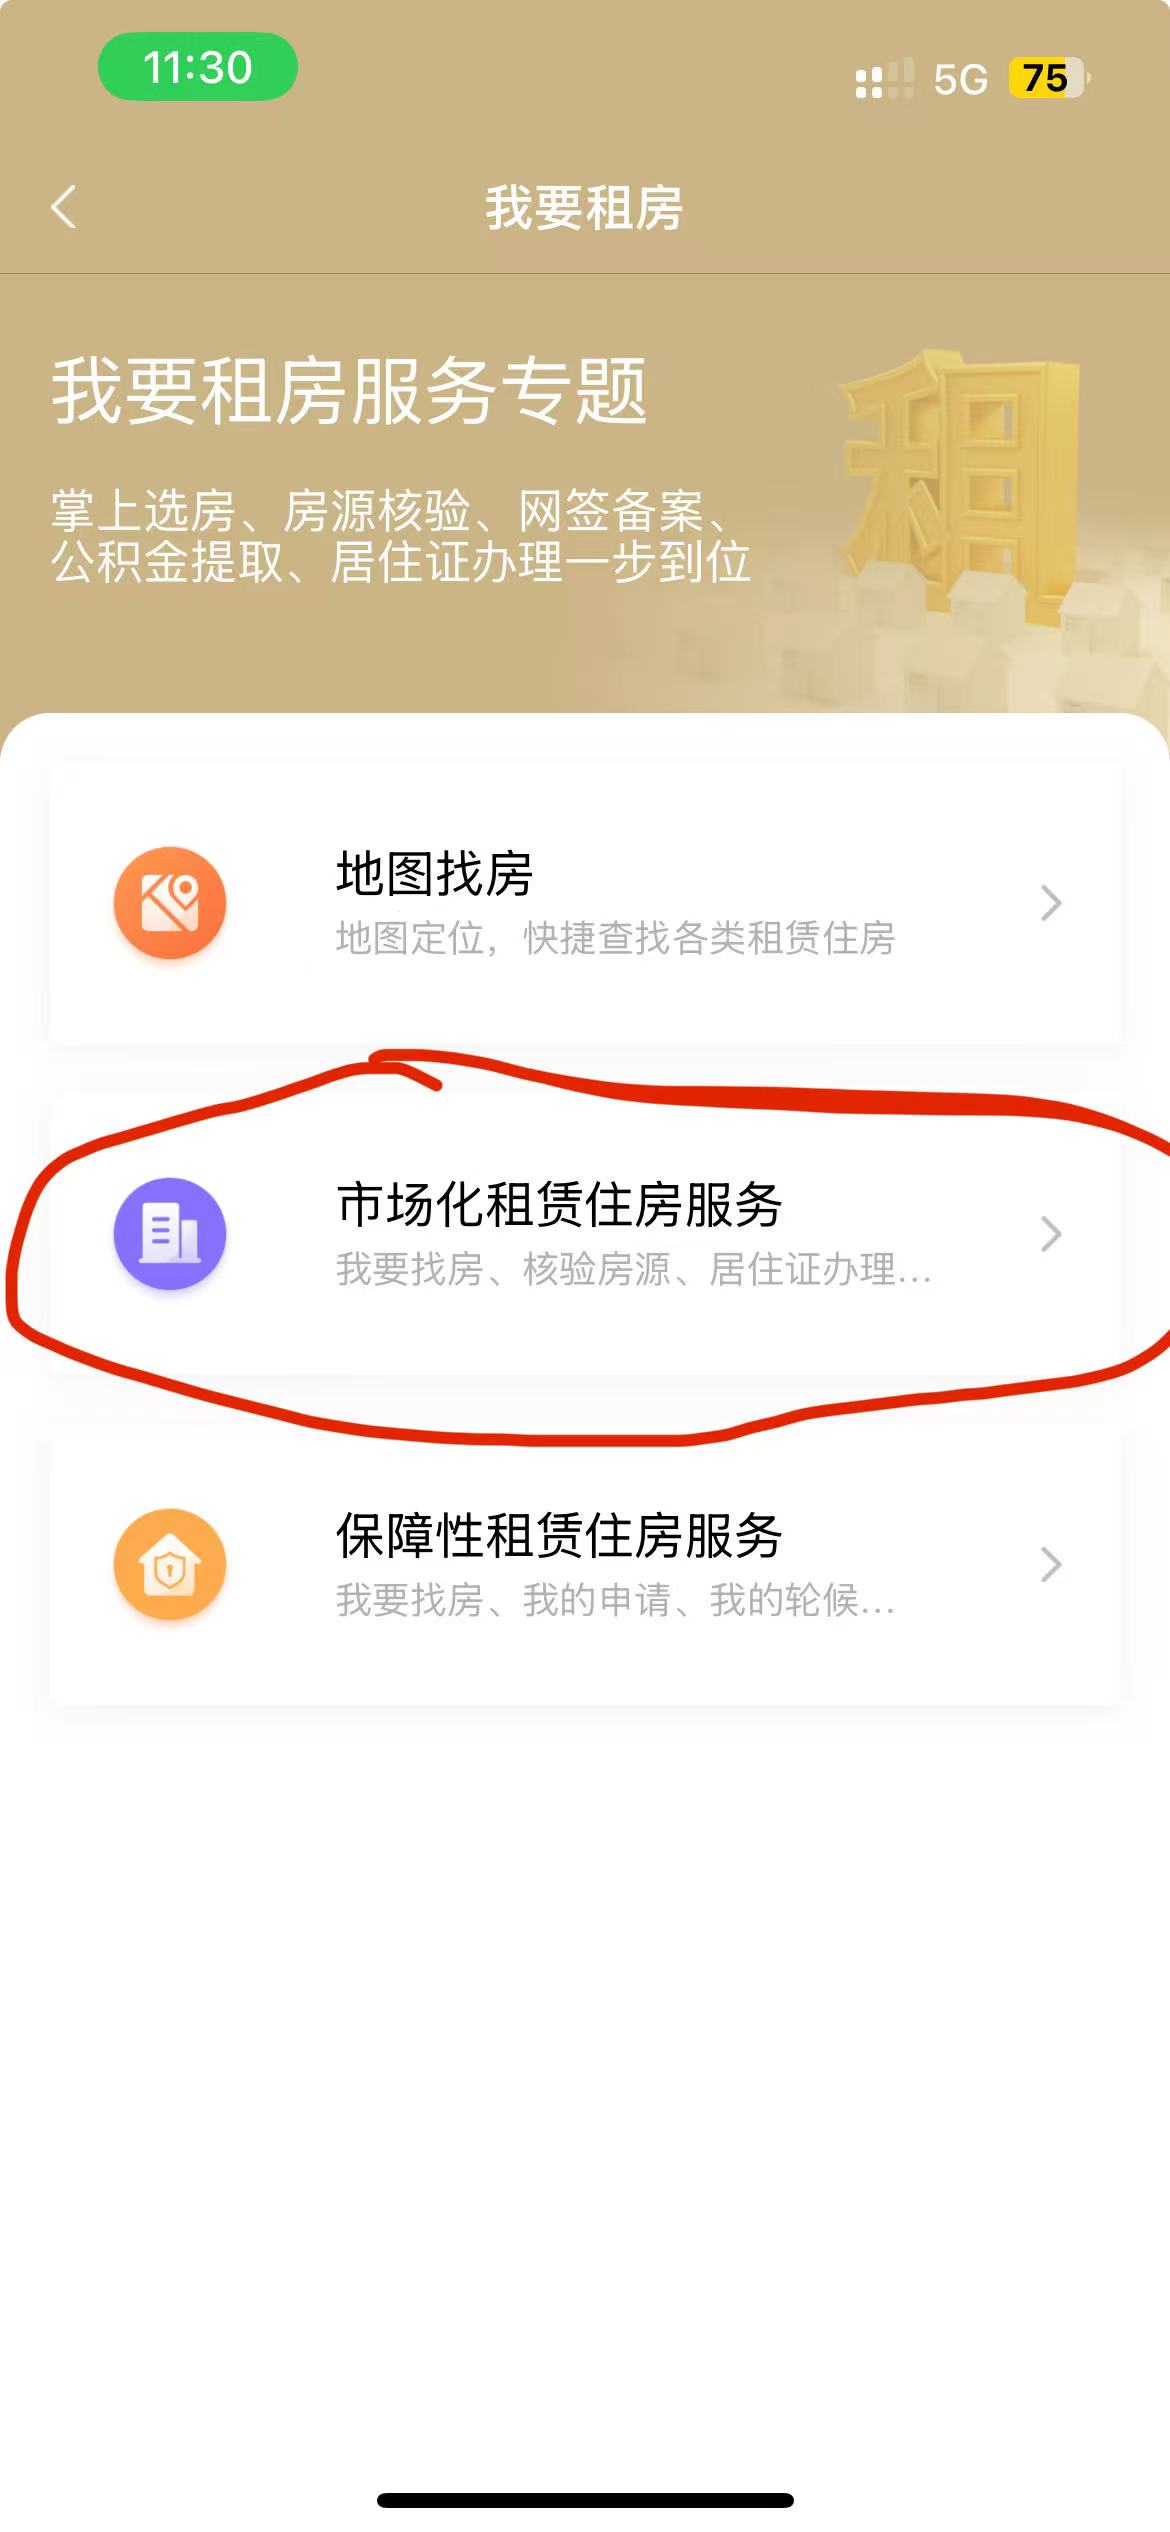 11:30
5G 75
我要租房
我要租房服务专题
租
掌上选房、房源核验、网签备案、
公积金提取、居住证办理一步到位
地图找房
地图定位，快捷查找各类租赁住房
市场化租赁住房服务
我要找房、核验房源、居住证办理...
保障性租赁住房服务
我要找房、我的申请、我的轮候...